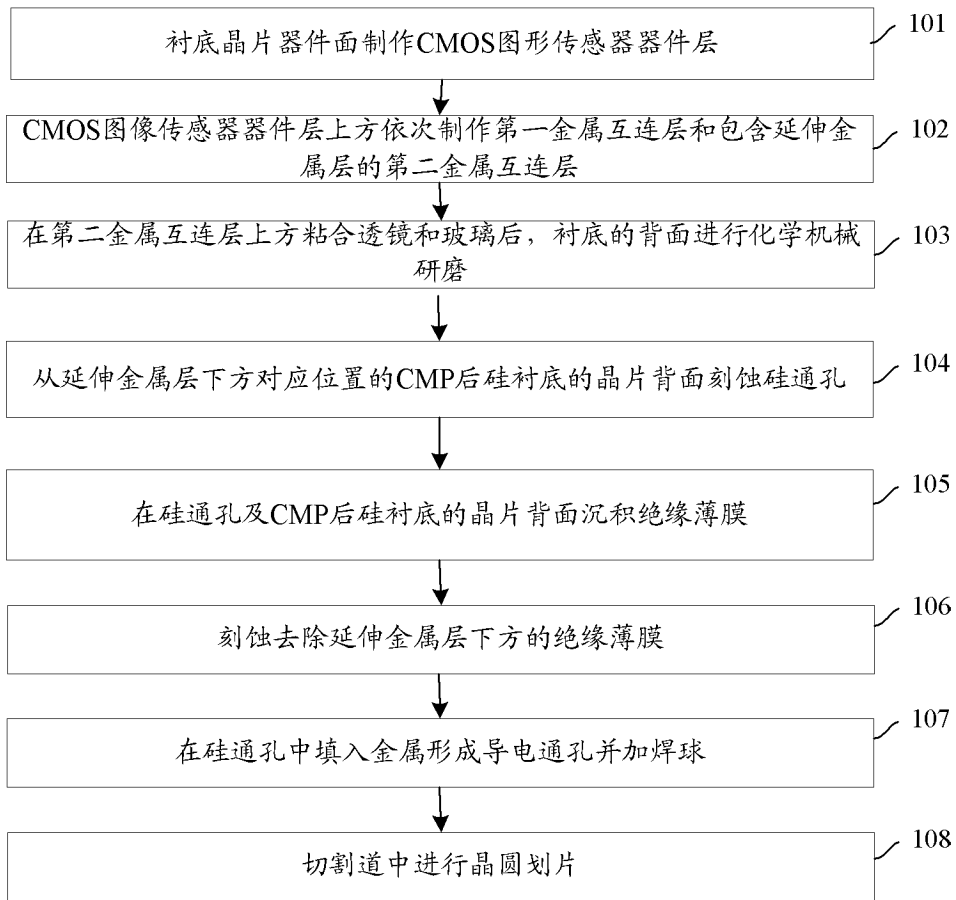 衬底晶片器件面制作CMOS图形传感器器件层
101
CMOS图像传感器器件层上方依次制作第一金属互连层和包含延伸金
属层的第二金属互连层
102
在第二金属互连层上方粘合透镜和玻璃后，衬底的背面进行化学机械
研磨
103
从延伸金属层下方对应位置的CMP后硅衬底的晶片背面刻蚀硅通孔
104
在硅通孔及CMP后硅衬底的晶片背面沉积绝缘薄膜
105
刻蚀去除延伸金属层下方的绝缘薄膜
106
在硅通孔中填入金属形成导电通孔并加焊球
107
切割道中进行晶圆划片
108